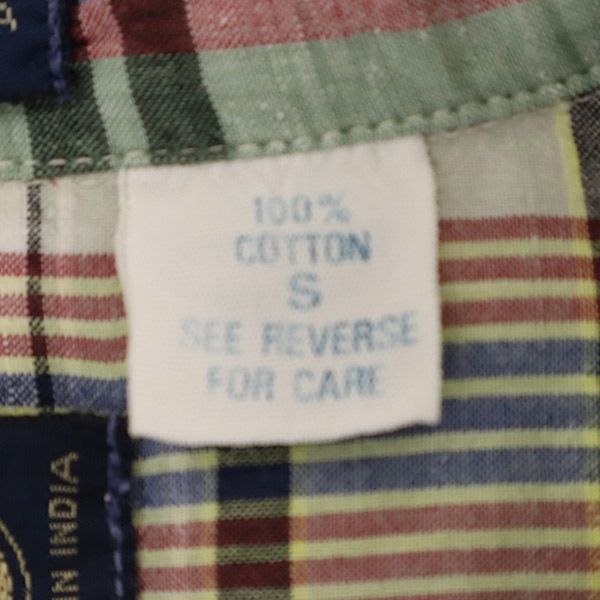 100%
COTTON
S
SEE REVERSE
FOR CARE
IN INDIA